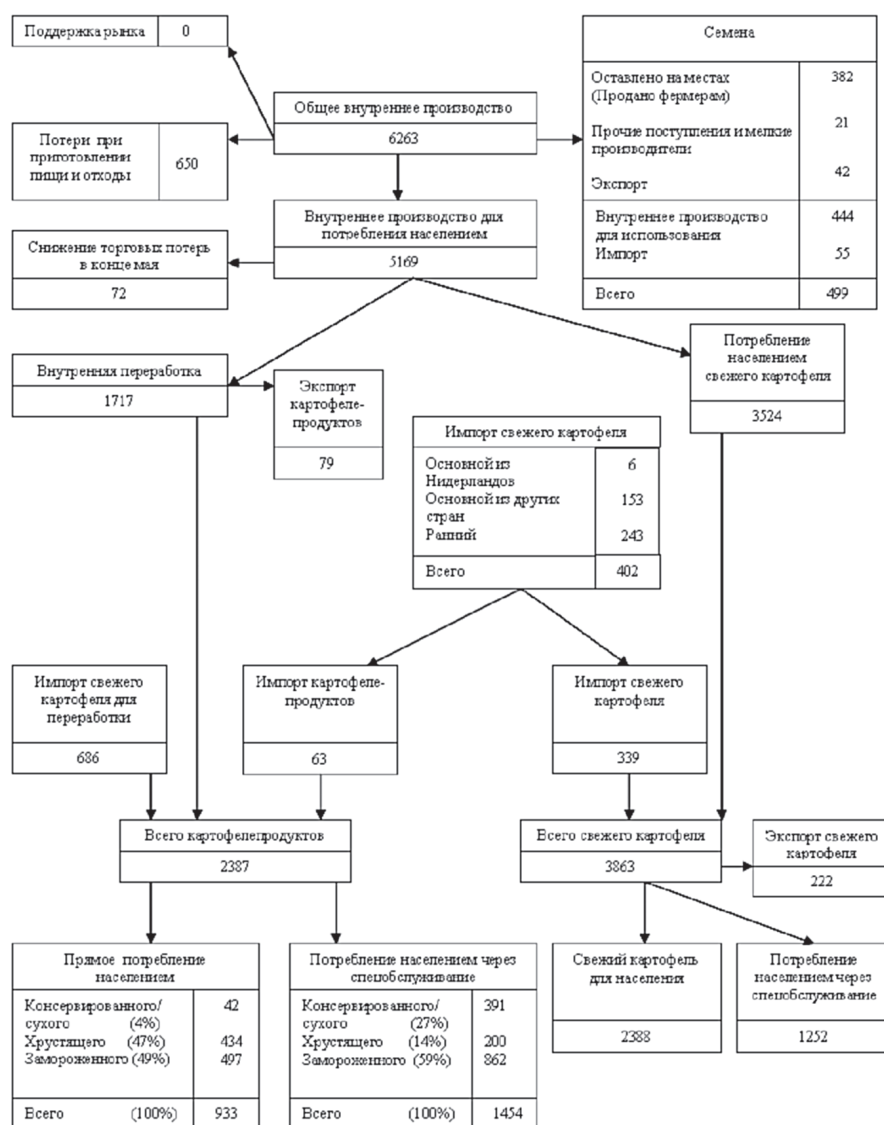 Поддержка рынка 0
Семена
Оставлено на местах 382
(Продано фермерам)
Прочие поступления и мелкие 21
производители
Экспорт 42
Внутреннее производство 444
для использования
Импорт 55
Всего 499
Общее внутреннее производство
6263
Потери при
приготовлении
пищи и отходы
650
Внутреннее производство для
потребления населением
5169
Снижение торговых потерь
в конце мая
72
Потребление
населением
свежего картофеля
3524
Внутренняя переработка
1717
Экспорт
картофеле-
продуктов
79
Импорт свежего картофеля
Основной из 6
Нидерландов
Основной из других 153
стран
Ранний 243
Всего 402
Импорт свежего
картофеля для
переработки
686
Импорт картофеле-
продуктов
63
Импорт свежего
картофеля
339
Всего картофелепродуктов
2387
Всего свежего картофеля
3863
Экспорт свежего
картофеля
222
Прямое потребление
населением
Консервированного/ 42
сухого (4%)
Хрустящего (47%) 434
Замороженного (49%) 497
Всего (100%) 933
Потребление населением через
спецобслуживание
Консервированного/ 391
сухого (27%)
Хрустящего (14%) 200
Замороженного (59%) 862
Всего (100%) 1454
Свежий картофель
для населения
2388
Потребление
населением через
спецобслуживание
1252